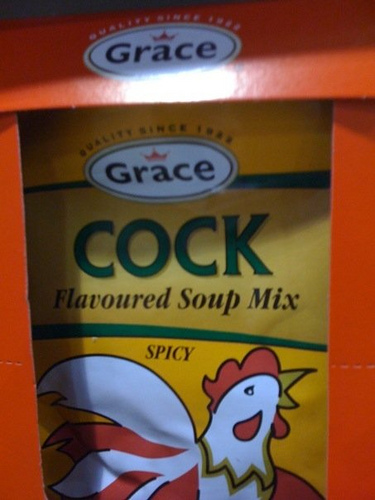 QUALITY SINCE 1922
Grace
QUALITY SINCE 1922
Grace
COCK
Flavoured Soup Mix
SPICY